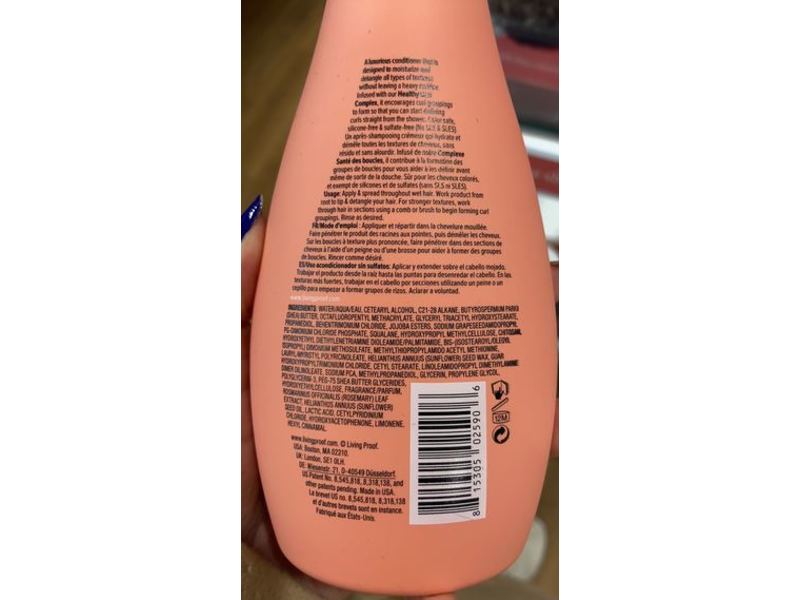 A luxurious conditioner that is
designed to moisturize and
detangle all types of textures
without leaving a heavy residue
Infused with our Healthy Curl
Complex, it encourages curl groupings
to form so that you can start defining
curls straight from the shower. Color safe,
silicone-free & sulfate-free (No SLS & SLES)
Un après-shampooing crémeux qui hydrate et
démêle toutes les textures de cheveux, sans
résidu et sans alourdir. Infusé de notre Complexe
Santé des boucles, il contribue à la formation des
groupes de boucles pour vous aider à les définir avant
même de sortir de la douche. Sûr pour les cheveux colorés,
et exempt de silicones et de sulfates (sans SLS ni SLES).
Usage: Apply & spread throughout wet hair. Work product from
root to tip & detangle your hair. For stronger textures, work
through hair in sections using a comb or brush to begin forming curl
groupings. Rinse as desired.
FR/Mode d'emploi : Appliquer et répartir dans la chevelure mouillée.
Faire pénétrer le produit des racines aux pointes, puis démêler les cheveux.
Sur les boucles à texture plus prononcée, faire pénétrer dans des sections de
cheveux à l'aide d'un peigne ou d'une brosse pour aider à former des groupes
de boucles. Rincer comme désiré.
ES/Uso acondicionador sin sulfatos: Aplicar y extender sobre el cabello mojado.
Trabajar el producto desde la raíz hasta las puntas para desenredar el cabello. En las
texturas más fuertes, trabajar en el cabello por secciones utilizando un peine o un
cepillo para empezar a formar grupos de rizos. Aclarar a voluntad.
www.livingproof.com
INGREDIENTS: WATER/AQUA/EAU, CETEARYL ALCOHOL, C21-28 ALKANE, BUTYROSPERMUM PARKII
(SHEA) BUTTER, OCTAFLUOROPENTYL METHACRYLATE, GLYCERYL TRIACETYL HYDROXYSTEARATE,
PROPANEDIOL, BEHENTRIMONIUM CHLORIDE, JOJOBA ESTERS, SODIUM GRAPESEEDAMIDOPROPYL
PG-DIMONIUM CHLORIDE PHOSPHATE, SQUALANE, HYDROXYPROPYL METHYLCELLULOSE, CHITOSAN,
HYDROXYETHYL DIETHYLENETRIAMINE DIOLEAMIDE/PALMITAMIDE, BIS-(ISOSTEAROYL/OLEOYL
ISOPROPYL) DIMONIUM METHOSULFATE, METHYLTHIOPROPYLAMIDO ACETYL METHIONINE,
LAURYL/MYRISTYL POLYRICINOLEATE, HELIANTHUS ANNUUS (SUNFLOWER) SEED WAX, GUAR
HYDROXYPROPYLTRIMONIUM CHLORIDE, CETYL STEARATE, LINOLEAMIDOPROPYL DIMETHYLAMINE
DIMER DILINOLEATE, SODIUM PCA, METHYLPROPANEDIOL, GLYCERIN, PROPYLENE GLYCOL,
POLYGLYCERIN-3, PEG-75 SHEA BUTTER GLYCERIDES,
HYDROXYETHYLCELLULOSE, FRAGRANCE/PARFUM,
ROSMARINUS OFFICINALIS (ROSEMARY) LEAF
EXTRACT, HELIANTHUS ANNUUS (SUNFLOWER)
SEED OIL, LACTIC ACID, CETYLPYRIDINIUM
CHLORIDE, HYDROXYACETOPHENONE, LIMONENE,
HEXYL CINNAMAL.
www.livingproof.com. © Living Proof.
USA: Boston, MA 02210.
UK: London, SE1 0LH.
DE: Wiesenstr. 21, D-40549 Düsseldorf.
US Patent No. 8,545,818, 8,318,138, and
other patents pending. Made in USA.
La brevet US no. 8,545,818, 8,318,138
et d'autres brevets sont en instance.
Fabriqué aux États-Unis.
12M
8 15305 02590 6